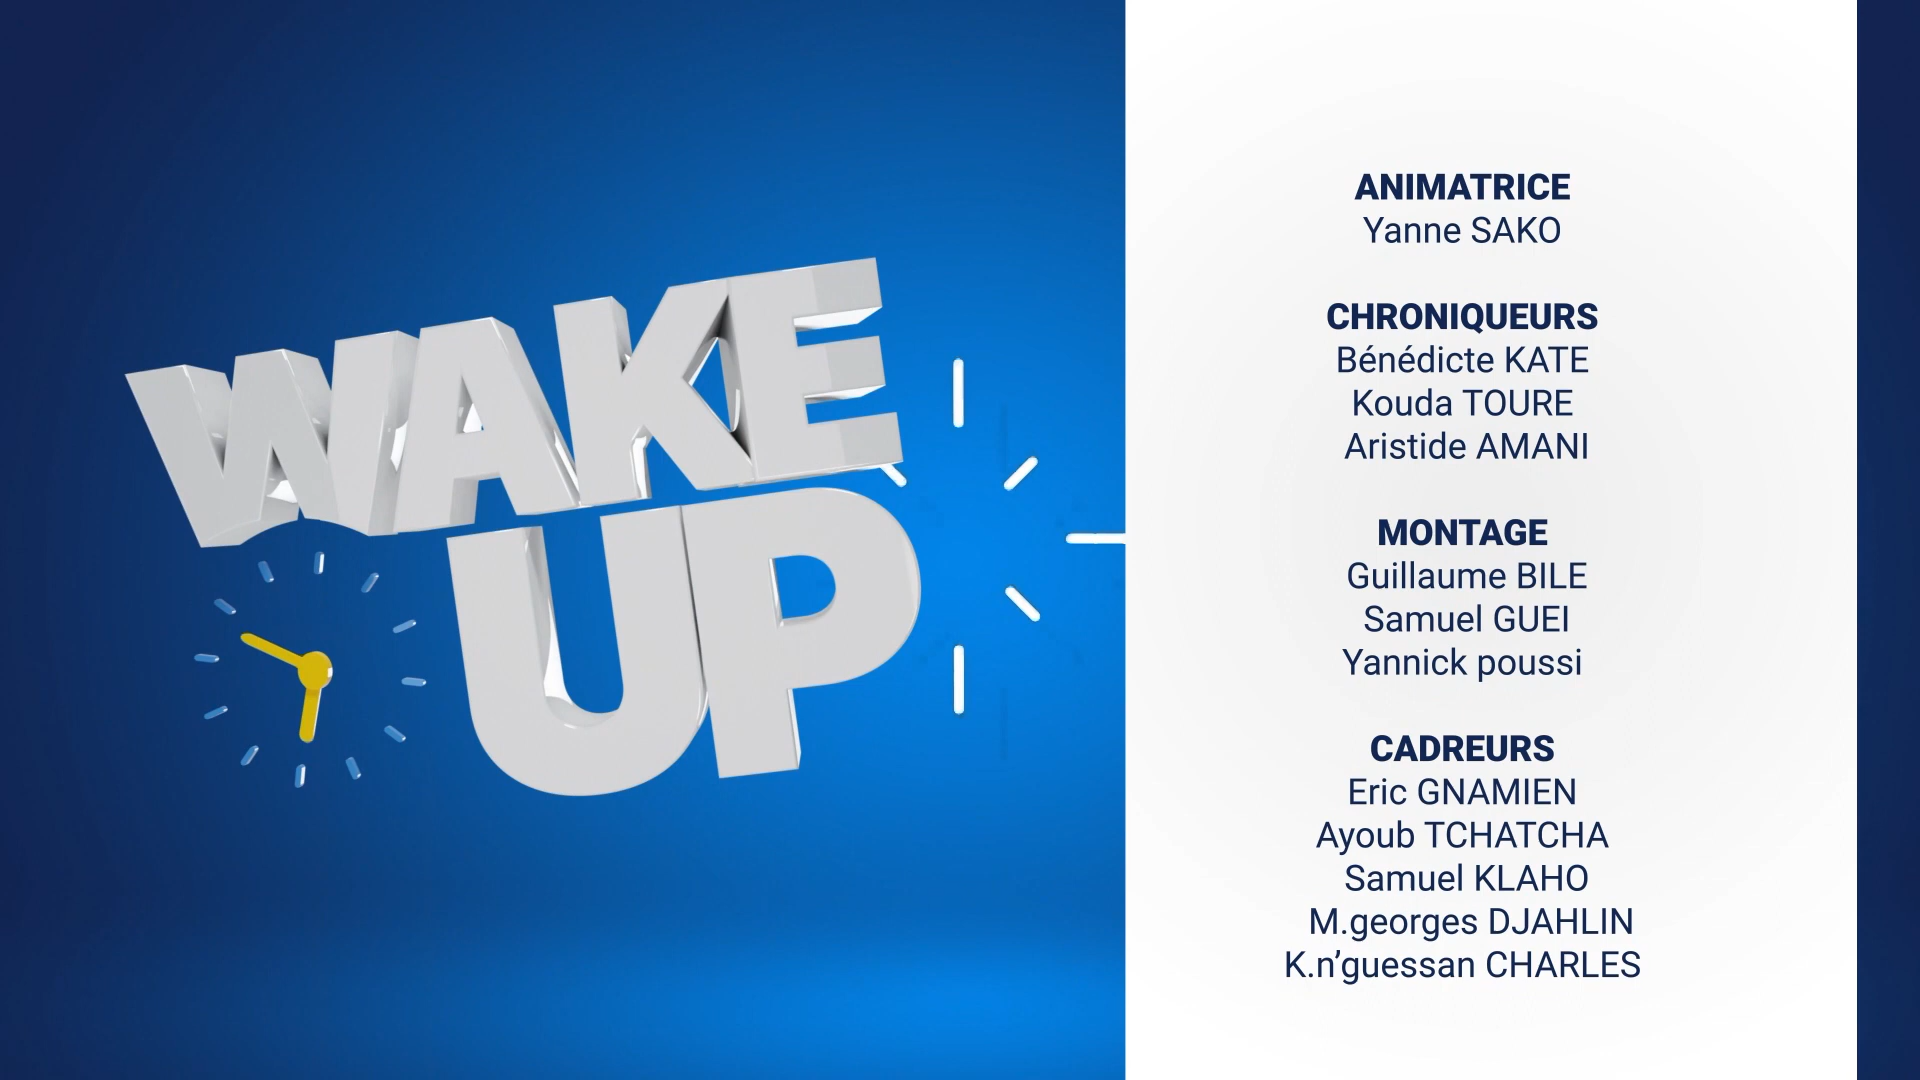 WAKE
UP
ANIMATRICE
Yanne SAKO
CHRONIQUEURS
Bénédicte KATE
Kouda TOURE
Aristide AMANI
MONTAGE
Guillaume BILE
Samuel GUEI
Yannick poussi
CADREURS
Eric GNAMIEN
Ayoub TCHATCHA
Samuel KLAHO
M.georges DJAHLIN
K.n’guessan CHARLES